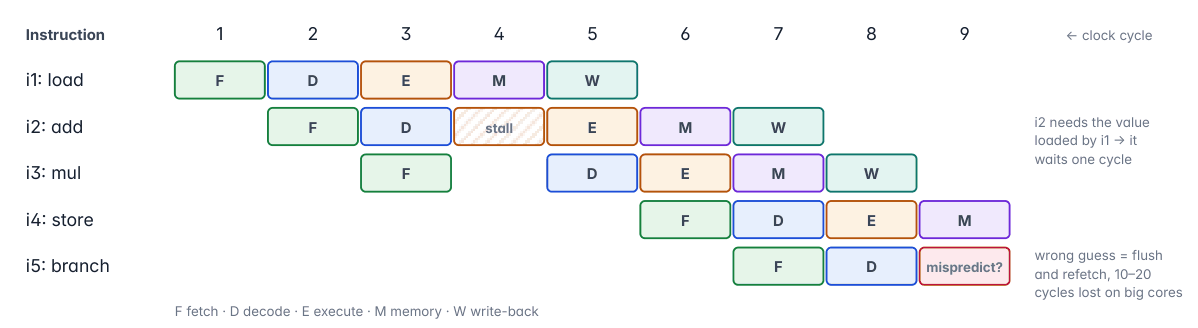 Instruction 1 2 3 4 5 6 7 8 9 ← clock cycle
i1: load F D E M W
i2: add F D stall E M W
i2 needs the value
loaded by i1 → it
waits one cycle
i3: mul F D E M W
i4: store F D E M
i5: branch F D mispredict?
wrong guess = flush
and refetch, 10–20
cycles lost on big cores
F fetch · D decode · E execute · M memory · W write-back